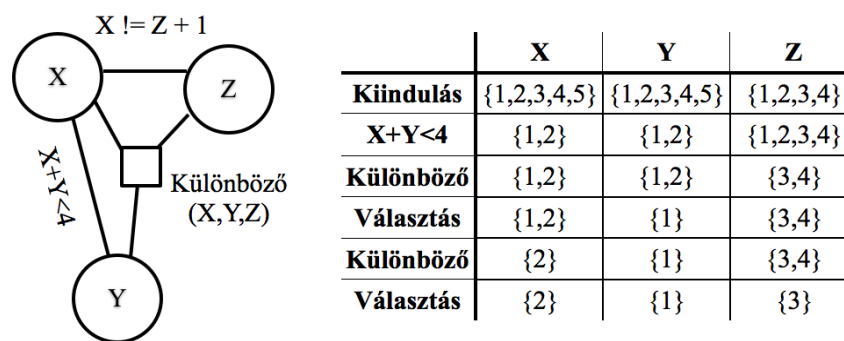 X != Z + 1
X
Z
X+Y<4
Különböző
(X,Y,Z)
Y
X Y Z
Kiindulás {1,2,3,4,5} {1,2,3,4,5} {1,2,3,4}
X+Y<4 {1,2} {1,2} {1,2,3,4}
Különböző {1,2} {1,2} {3,4}
Választás {1,2} {1} {3,4}
Különböző {2} {1} {3,4}
Választás {2} {1} {3}